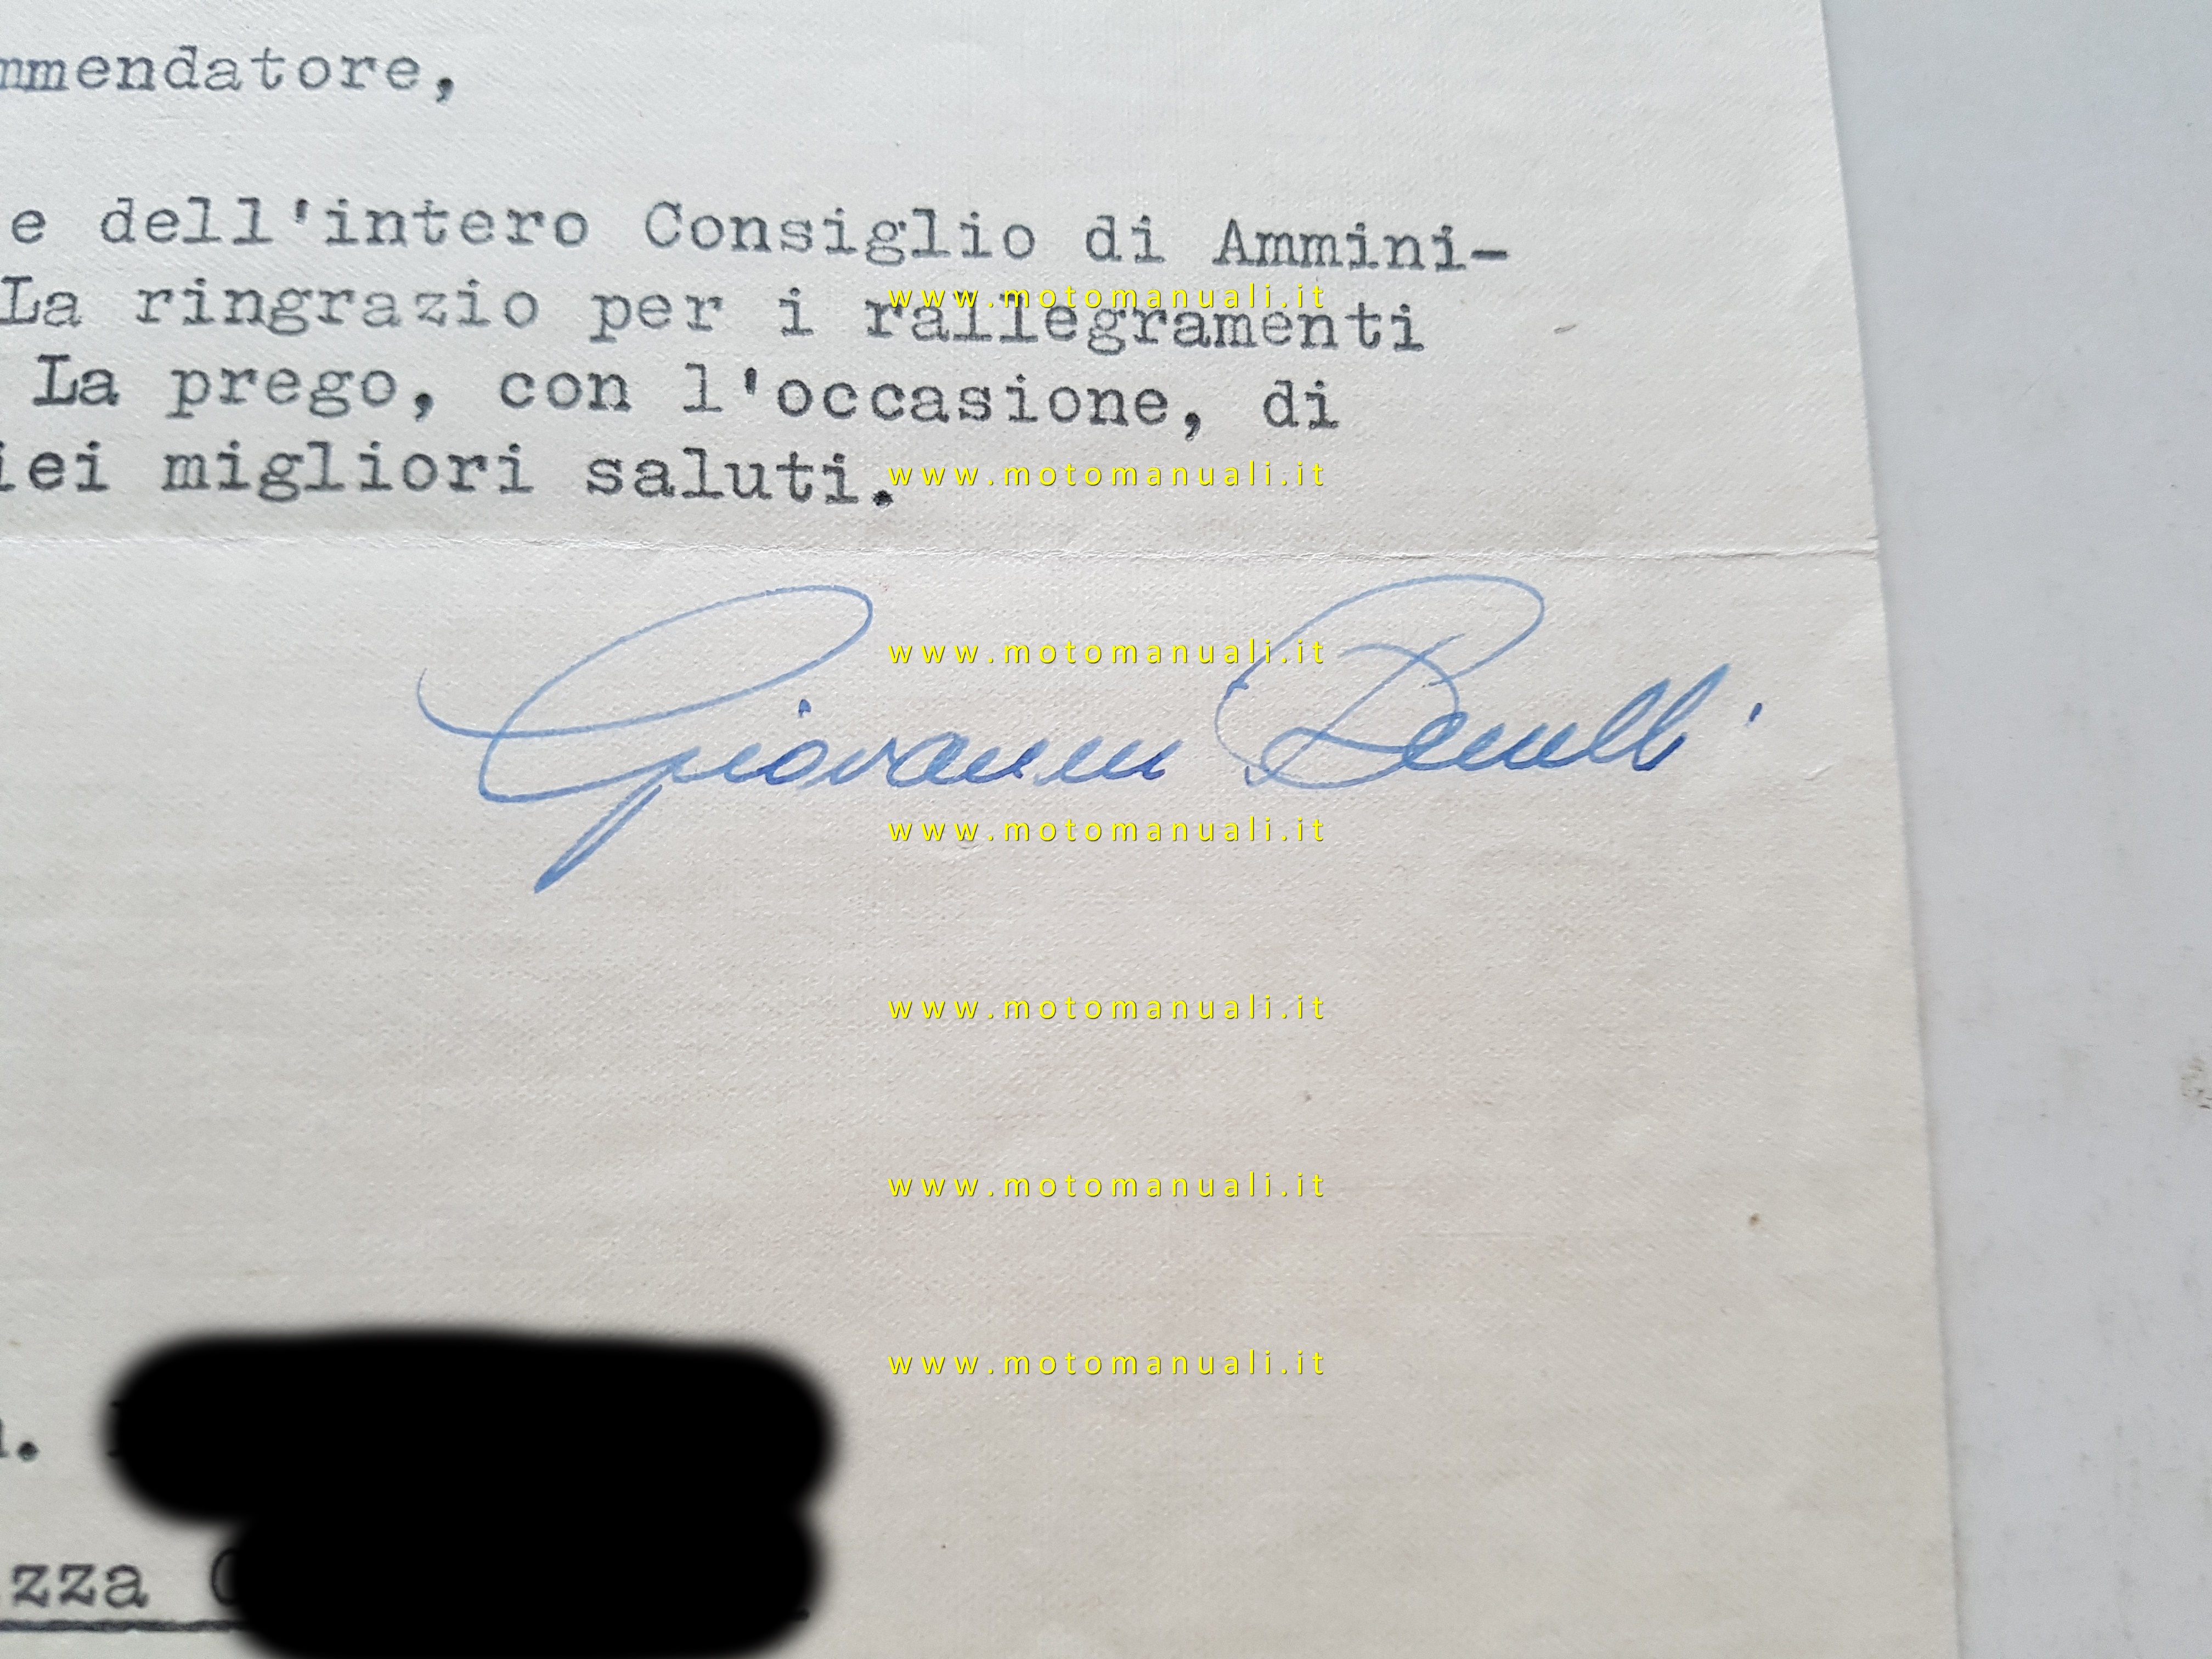 mmendatore,
e dell'intero Consiglio di Ammini-
La ringrazio per i rallegramenti
www.motomanuali.it
La prego, con l'occasione, di
iei migliori saluti.
www.motomanuali.it
Giovanni Benelli
www.motomanuali.it
www.motomanuali.it
www.motomanuali.it
www.motomanuali.it
www.motomanuali.it
zza